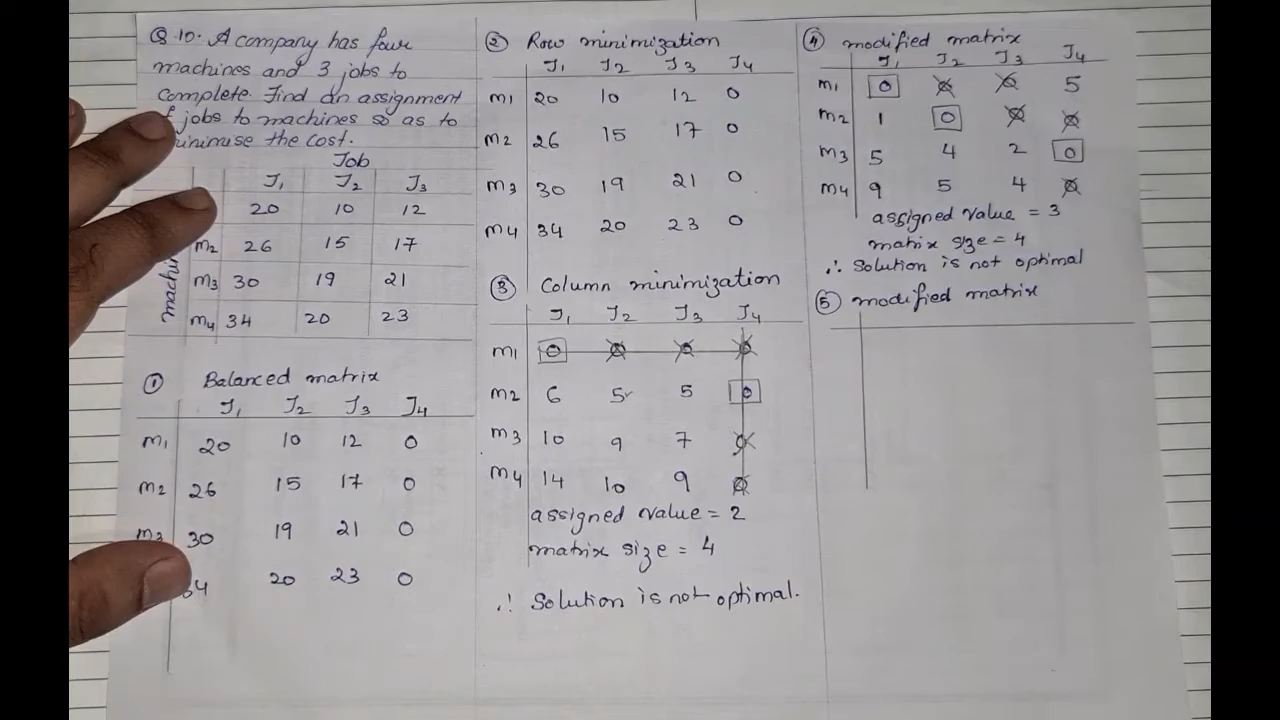 Q.10. A company has four
machines and 3 jobs to
complete Find an assignment
jobs to machines so as to
the cost.
Job
J1 J2 J3
20 10 12
M2 26 15 17
M3 30 19 21
M4 34 20 23
① Balanced matrix
J1 J2 J3 J4
M1 20 10 12 0
M2 26 15 17 0
M3 30 19 21 0
34 20 23 0
② Row minimization
J1 J2 J3 J4
M1 20 10 12 0
M2 26 15 17 0
M3 30 19 21 0
M4 34 20 23 0
③ Column minimization
J1 J2 J3 J4
M1 0 0 0 0
M2 6 5 5 0
M3 10 9 7 0
M4 14 10 9 0
assigned value = 2
matrix size = 4
∴ Solution is not optimal.
④ modified matrix
J1 J2 J3 J4
M1 0 0 0 5
M2 1 0 0 0
M3 5 4 2 0
M4 9 5 4 0
assigned value = 3
matrix size = 4
∴ Solution is not optimal
⑤ modified matrix